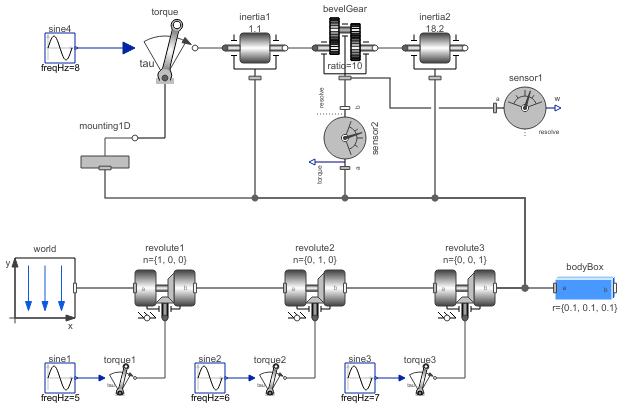 torque
inertia1
1.1
bevelGear
inertia2
18.2
sine4
freqHz=8
tau
ratio=10
sensor1
a
w
resolve
resolve
b
sensor2
torque
a
mounting1D
world
y
x
revolute1
n={1, 0, 0}
a
b
revolute2
n={0, 1, 0}
a
b
revolute3
n={0, 0, 1}
a
b
bodyBox
a
b
r={0.1, 0.1, 0.1}
sine1
freqHz=5
torque1
tau
sine2
freqHz=6
torque2
tau
sine3
freqHz=7
torque3
tau